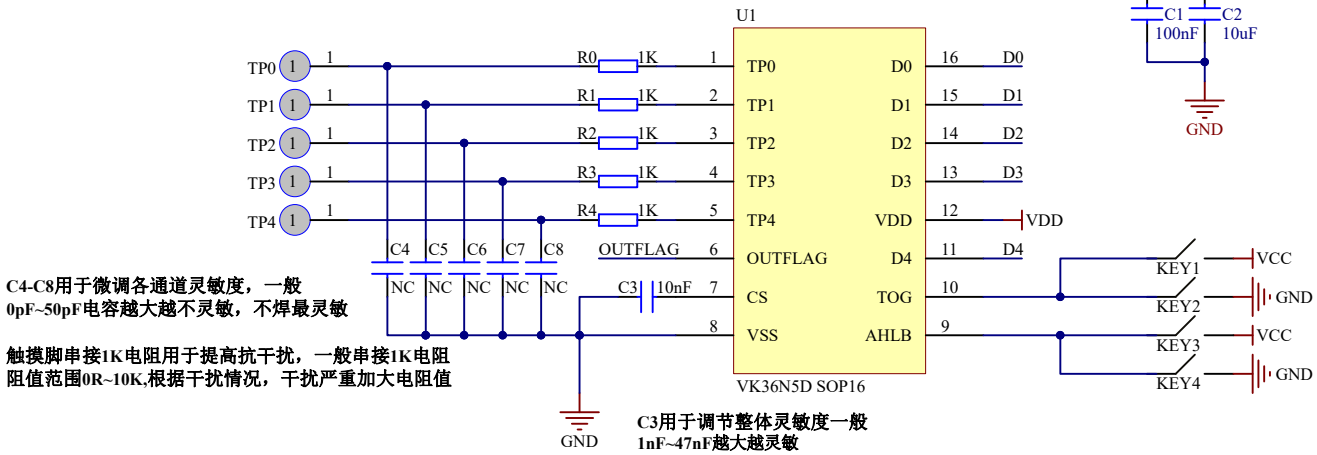 U1
C1
100nF
C2
10uF
GND
TP0 1 1 R0 1K 1 TP0 D0 16 D0
TP1 1 1 R1 1K 2 TP1 D1 15 D1
TP2 1 1 R2 1K 3 TP2 D2 14 D2
TP3 1 1 R3 1K 4 TP3 D3 13 D3
TP4 1 1 R4 1K 5 TP4 VDD 12 VDD
C4 C5 C6 C7 C8 OUTFLAG 6 OUTFLAG D4 11 D4
NC NC NC NC NC
C3 10nF 7 CS TOG 10
8 VSS AHLB 9
KEY1 VCC
KEY2 GND
KEY3 VCC
KEY4 GND
C4-C8用于微调各通道灵敏度，一般
0pF~50pF电容越大越不灵敏，不焊最灵敏
触摸脚串接1K电阻用于提高抗干扰，一般串接1K电阻
阻值范围0R~10K,根据干扰情况，干扰严重加大电阻值
VK36N5D SOP16
GND
C3用于调节整体灵敏度一般
1nF~47nF越大越灵敏